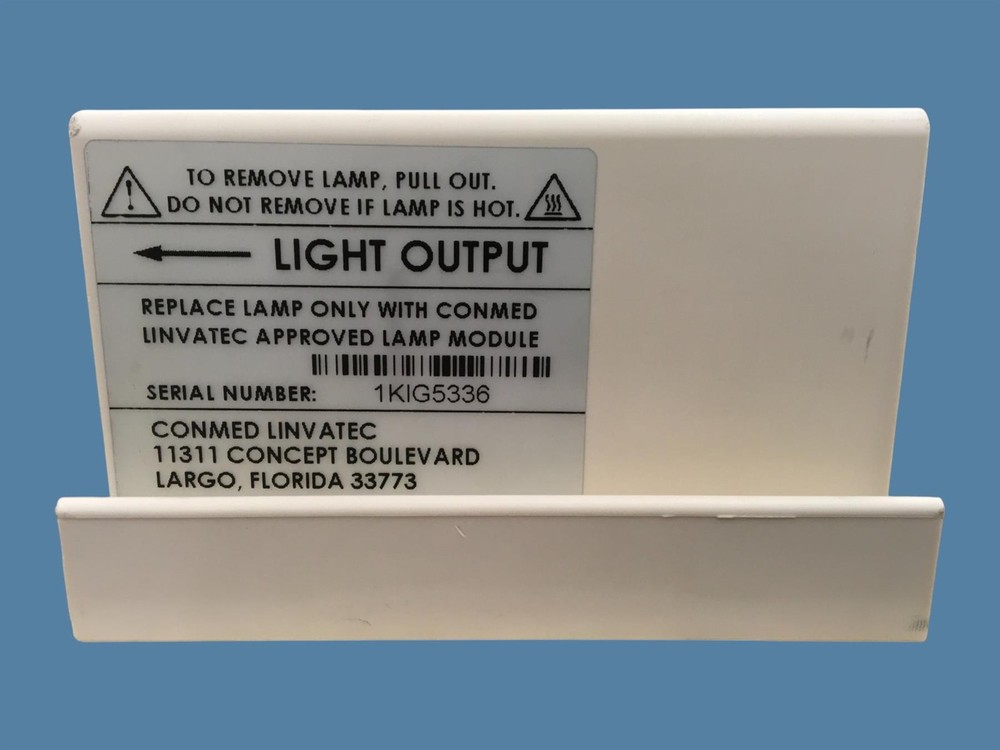 TO REMOVE LAMP, PULL OUT.
DO NOT REMOVE IF LAMP IS HOT.
LIGHT OUTPUT
REPLACE LAMP ONLY WITH CONMED
LINVATEC APPROVED LAMP MODULE
SERIAL NUMBER: 1KIG5336
CONMED LINVATEC
11311 CONCEPT BOULEVARD
LARGO, FLORIDA 33773